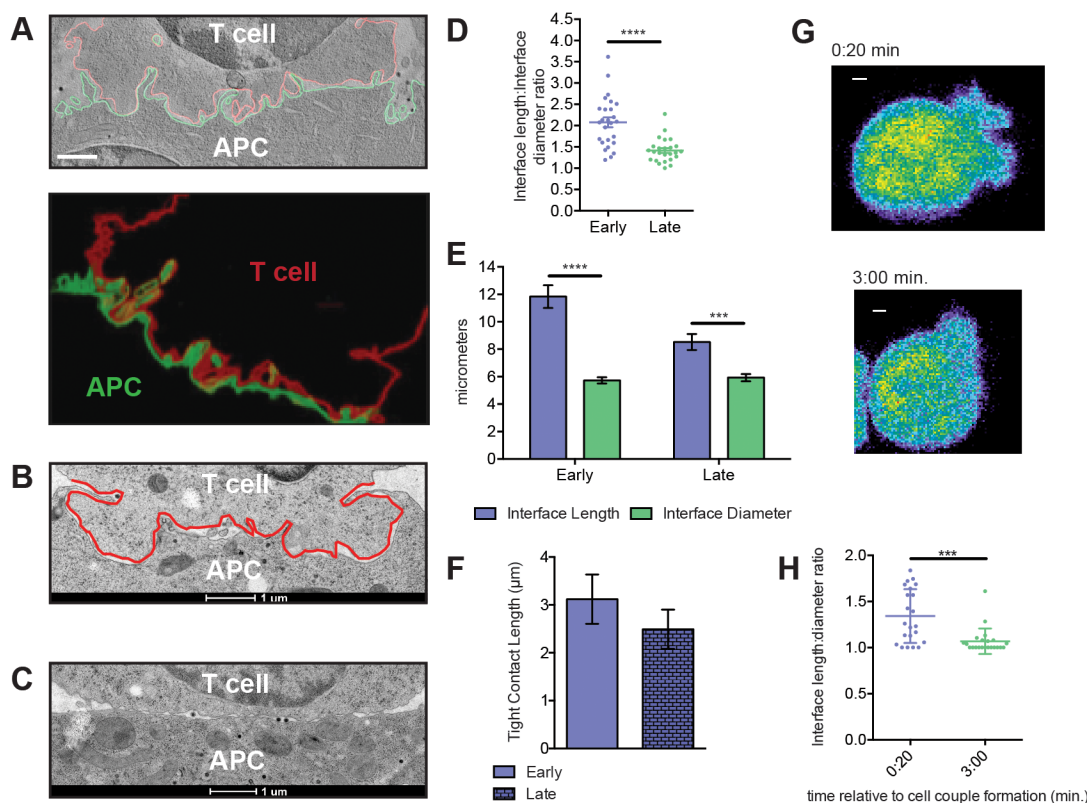 A
T cell
APC
T cell
APC
B
T cell
APC
1 um
C
T cell
APC
1 um
D
Interface length:Interface
diameter ratio
4.5
4.0
3.5
3.0
2.5
2.0
1.5
1.0
0.5
0.0
****
Early
Late
E
micrometers
14
12
10
8
6
4
2
0
****
***
Early
Late
Interface Length
Interface Diameter
F
Tight Contact Length (µm)
4
3
2
1
0
Early
Late
G
0:20 min
3:00 min.
H
Interface length:diameter ratio
2.0
1.5
1.0
0.5
0.0
***
0:20
3:00
time relative to cell couple formation (min.)